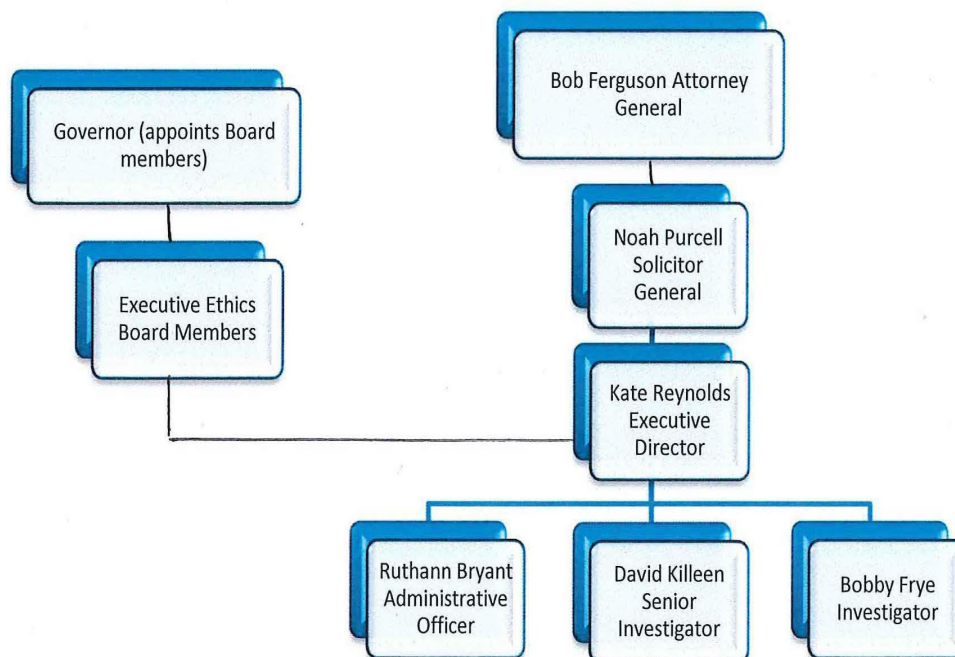 Bob Ferguson Attorney
General
Governor (appoints Board
members)
Noah Purcell
Solicitor
General
Executive Ethics
Board Members
Kate Reynolds
Executive
Director
Ruthann Bryant
Administrative
Officer
David Killeen
Senior
Investigator
Bobby Frye
Investigator